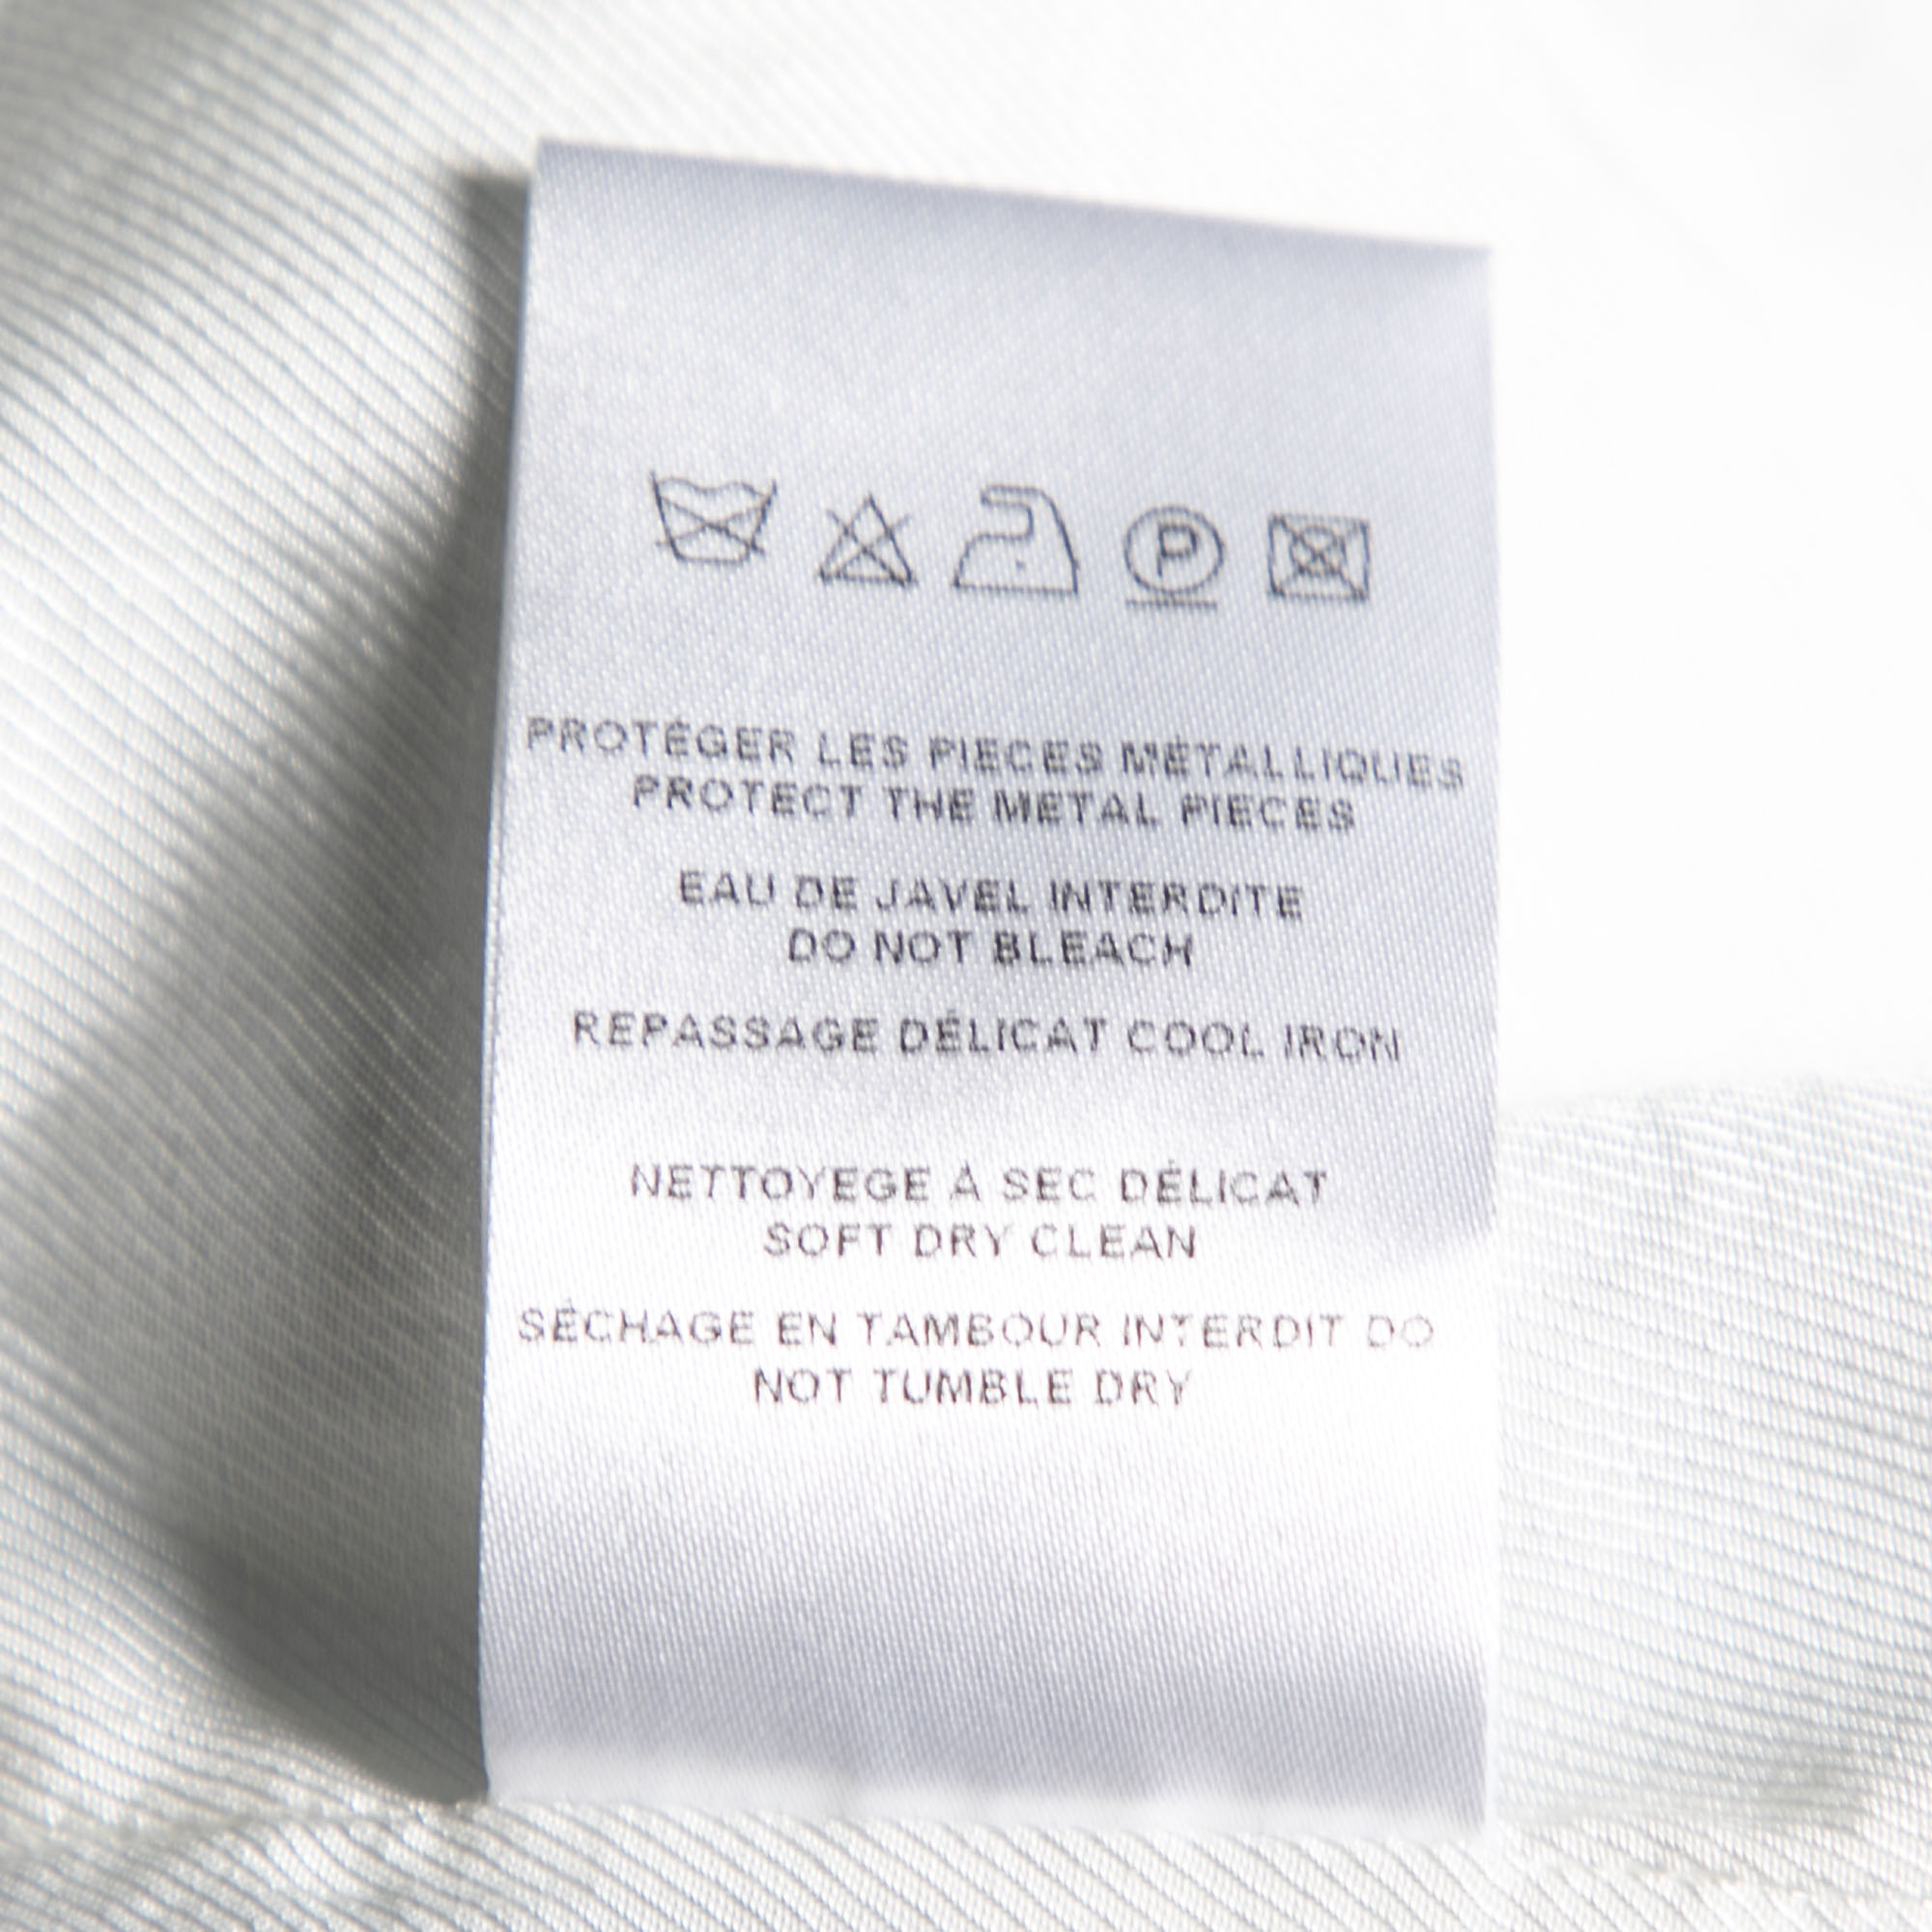 P
PROTÉGER LES PIECES MÉTALLIQUES
PROTECT THE METAL PIECES
EAU DE JAVEL INTERDITE
DO NOT BLEACH
REPASSAGE DÉLICAT COOL IRON
NETTOYEGE À SEC DÉLICAT
SOFT DRY CLEAN
SÉCHAGE EN TAMBOUR INTERDIT DO
NOT TUMBLE DRY